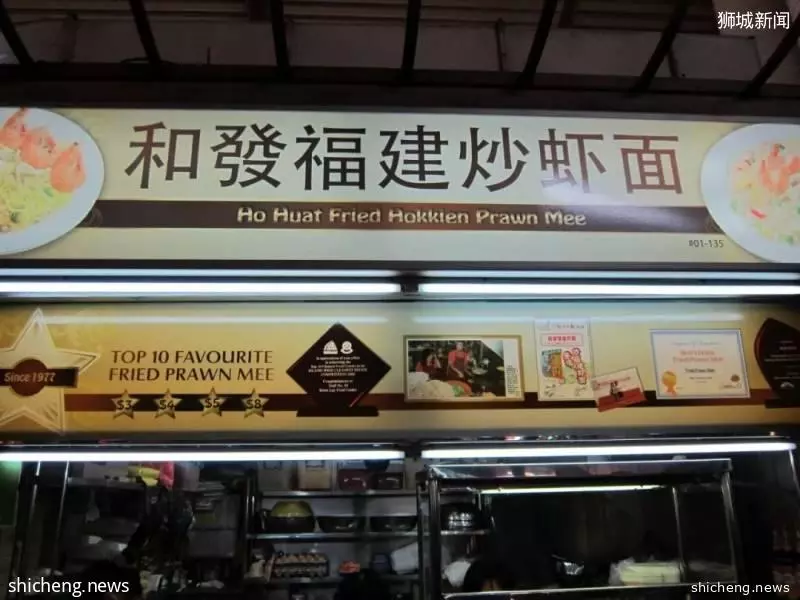 狮城新闻
和發福建炒虾面
Ho Huat Fried Hokkien Prawn Mee
#01-135
Since 1977
TOP 10 FAVOURITE
FRIED PRAWN MEE
$3 $4 $5 $8
shicheng.news
shicheng.news